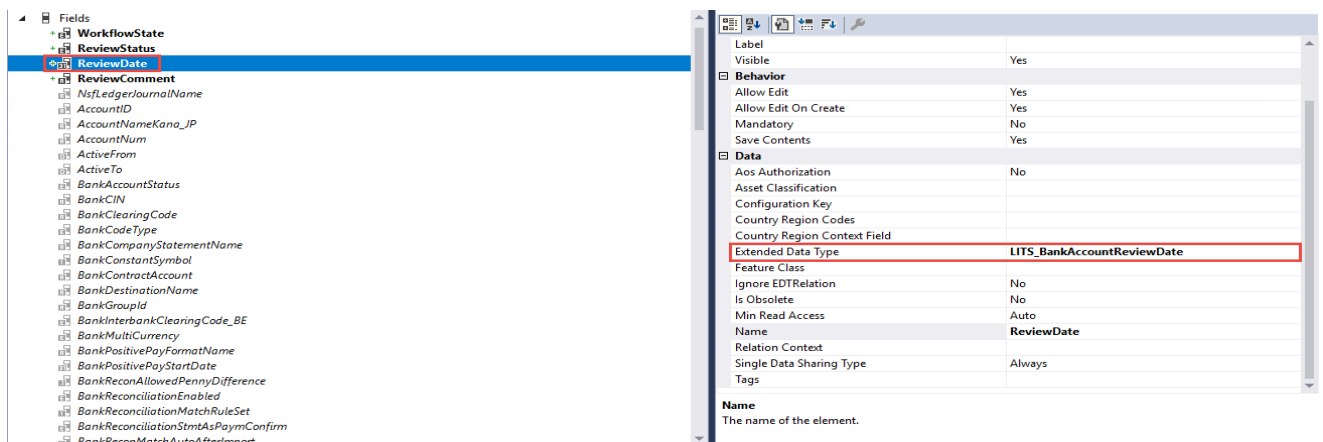 Fields
WorkflowState
ReviewStatus
ReviewDate
ReviewComment
NsfLedgerJournalName
AccountID
AccountNameKana_JP
AccountNum
ActiveFrom
ActiveTo
BankAccountStatus
BankCIN
BankClearingCode
BankCodeType
BankCompanyStatementName
BankConstantSymbol
BankContractAccount
BankDestinationName
BankGroupId
BankInterbankClearingCode_BE
BankMultiCurrency
BankPositivePayFormatName
BankPositivePayStartDate
BankReconAllowedPennyDifference
BankReconciliationEnabled
BankReconciliationMatchRuleSet
BankReconciliationStmtAsPaymConfirm
BankReconMatchAutoAfterImport
Label
Visible Yes
Behavior
Allow Edit Yes
Allow Edit On Create Yes
Mandatory No
Save Contents Yes
Data
Aos Authorization No
Asset Classification
Configuration Key
Country Region Codes
Country Region Context Field
Extended Data Type LITS_BankAccountReviewDate
Feature Class
Ignore EDTRelation No
Is Obsolete No
Min Read Access Auto
Name ReviewDate
Relation Context
Single Data Sharing Type Always
Tags
Name
The name of the element.